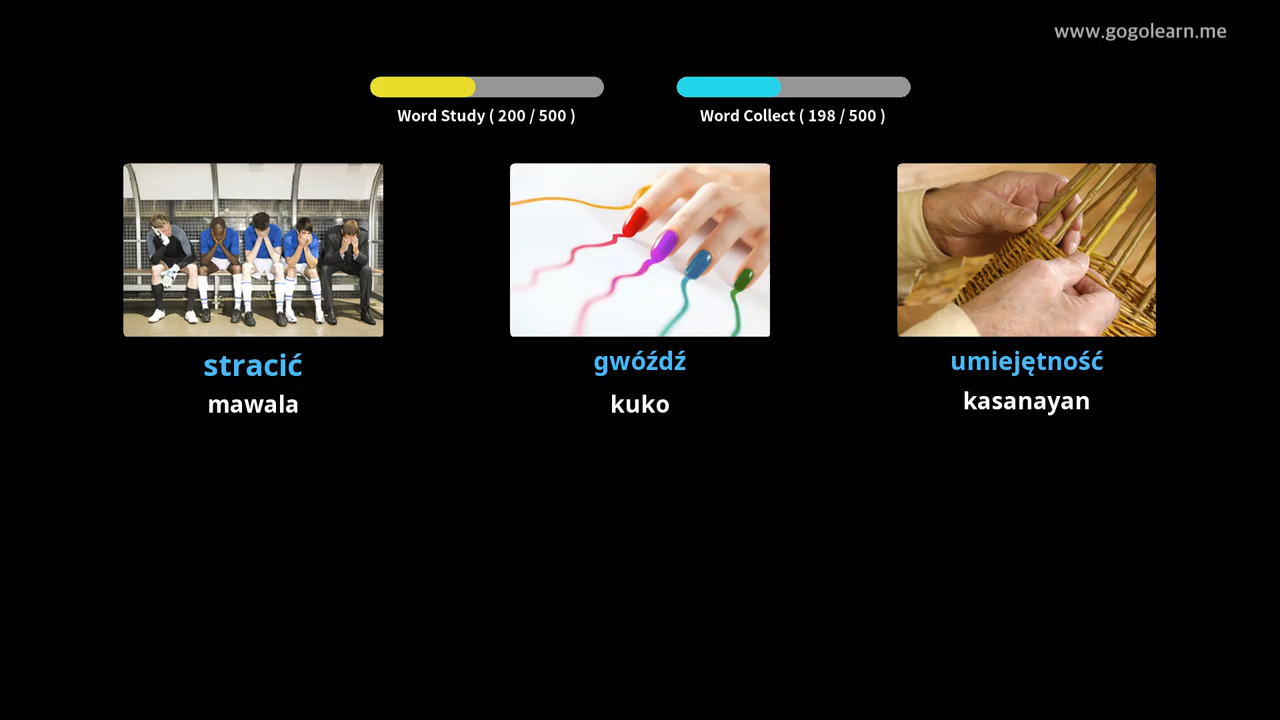 www.gogolearn.me
Word Study ( 200 / 500 )
Word Collect ( 198 / 500 )
stracić
mawala
gwóźdź
kuko
umiejętność
kasanayan